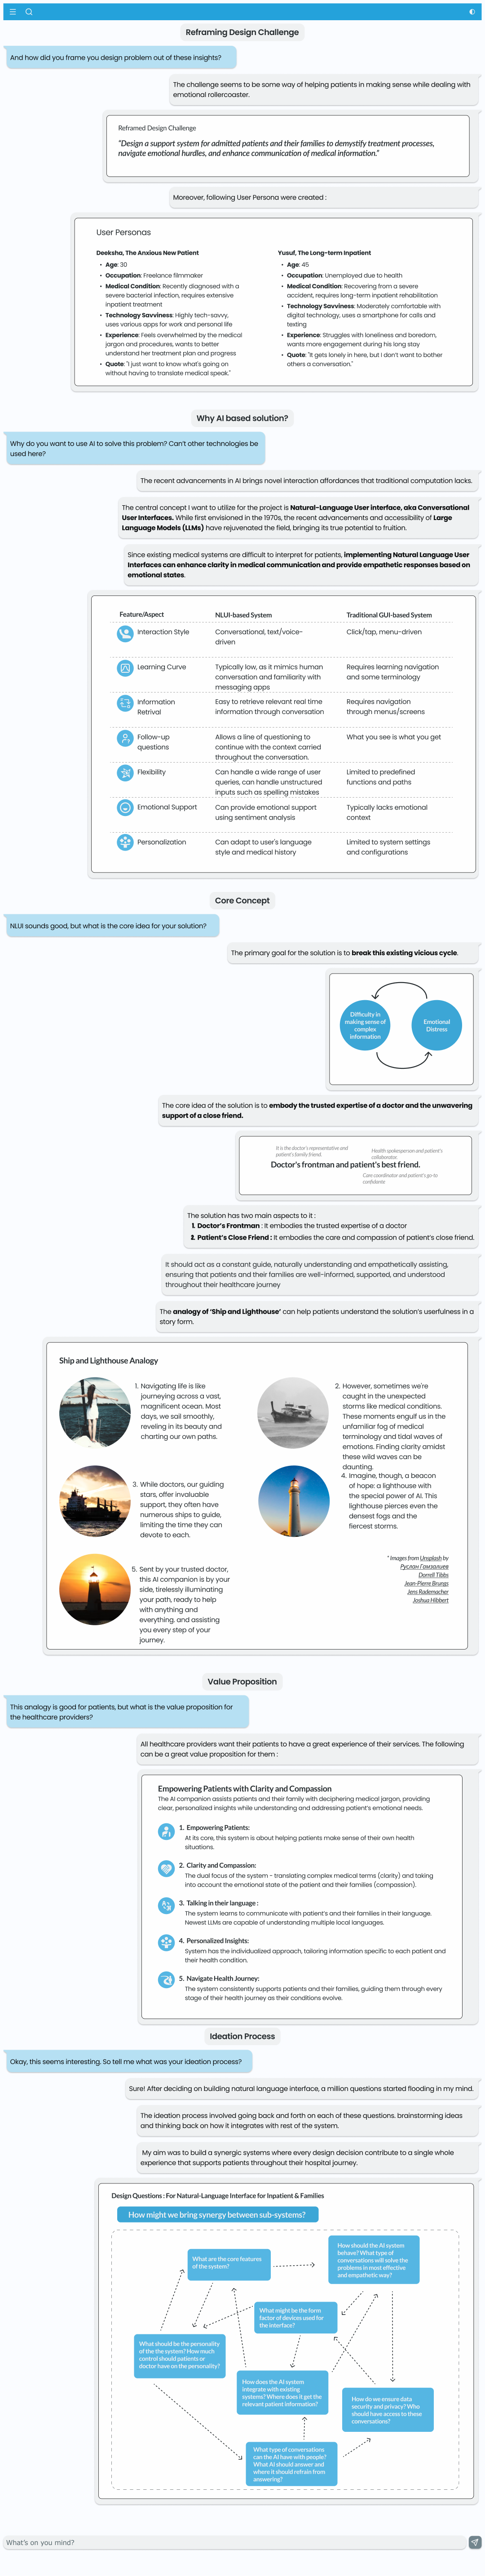 Reframing Design Challenge
And how did you frame you design problem out of these insights?
The challenge seems to be some way of helping patients in making sense while dealing with
emotional rollercoaster.
Reframed Design Challenge
"Design a support system for admitted patients and their families to demystify treatment processes,
navigate emotional hurdles, and enhance communication of medical information."
Moreover, following User Persona were created :
User Personas
Deeksha, The Anxious New Patient
• Age: 30
• Occupation: Freelance filmmaker
• Medical Condition: Recently diagnosed with a
severe bacterial infection, requires extensive
inpatient treatment
• Technology Savviness: Highly tech-savvy,
uses various apps for work and personal life
• Experience: Feels overwhelmed by the medical
jargon and procedures, wants to better
understand her treatment plan and progress
• Quote: "I just want to know what's going on
without having to translate medical speak."
Yusuf, The Long-term Inpatient
• Age: 45
• Occupation: Unemployed due to health
• Medical Condition: Recovering from a severe
accident, requires long-term inpatient rehabilitation
• Technology Savviness: Moderately comfortable with
digital technology, uses a smartphone for calls and
texting
• Experience: Struggles with loneliness and boredom,
wants more engagement during his long stay
• Quote: "It gets lonely in here, but I don't want to bother
others a conversation."
Why AI based solution?
Why do you want to use AI to solve this problem? Can't other technologies be
used here?
The recent advancements in AI brings novel interaction affordances that traditional computation lacks.
The central concept I want to utilize for the project is Natural-Language User interface, aka Conversational
User Interfaces. While first envisioned in the 1970s, the recent advancements and accessibility of Large
Language Models (LLMs) have rejuvenated the field, bringing its true potential to fruition.
Since existing medical systems are difficult to interpret for patients, implementing Natural Language User
Interfaces can enhance clarity in medical communication and provide empathetic responses based on
emotional states.
Feature/Aspect NLUI-based System Traditional GUI-based System
Interaction Style Conversational, text/voice- Click/tap, menu-driven
driven
Learning Curve Typically low, as it mimics human Requires learning navigation
conversation and familiarity with and some terminology
messaging apps
Information Easy to retrieve relevant real time Requires navigation
Retrival information through conversation through menus/screens
Follow-up Allows a line of questioning to What you see is what you get
questions continue with the context carried
throughout the conversation.
Flexibility Can handle a wide range of user Limited to predefined
queries, can handle unstructured functions and paths
inputs such as spelling mistakes
Emotional Support Can provide emotional support Typically lacks emotional
using sentiment analysis context
Personalization Can adapt to user's language Limited to system settings
style and medical history and configurations
Core Concept
NLUI sounds good, but what is the core idea for your solution?
The primary goal for the solution is to break this existing vicious cycle.
Difficulty in
making sense of
complex
information
Emotional
Distress
The core idea of the solution is to embody the trusted expertise of a doctor and the unwavering
support of a close friend.
It is the doctor's representative and
patient's family friend.
Health spokesperson and patient's
collaborator.
Doctor's frontman and patient's best friend.
Care coordinator and patient's go-to
confidante
The solution has two main aspects to it :
1. Doctor's Frontman : It embodies the trusted expertise of a doctor
2. Patient's Close Friend : It embodies the care and compassion of patient's close friend.
It should act as a constant guide, naturally understanding and empathetically assisting,
ensuring that patients and their families are well-informed, supported, and understood
throughout their healthcare journey
The analogy of 'Ship and Lighthouse' can help patients understand the solution's userfulness in a
story form.
Ship and Lighthouse Analogy
1. Navigating life is like
journeying across a vast,
magnificent ocean. Most
days, we sail smoothly,
reveling in its beauty and
charting our own paths.
2. However, sometimes we're
caught in the unexpected
storms like medical conditions.
These moments engulf us in the
unfamiliar fog of medical
terminology and tidal waves of
emotions. Finding clarity amidst
these wild waves can be
daunting.
3. While doctors, our guiding
stars, offer invaluable
support, they often have
numerous ships to guide,
limiting the time they can
devote to each.
4. Imagine, though, a beacon
of hope: a lighthouse with
the special power of AI. This
lighthouse pierces even the
densest fogs and the
fiercest storms.
5. Sent by your trusted doctor,
this AI companion is by your
side, tirelessly illuminating
your path, ready to help
with anything and
everything, and assisting
you every step of your
journey.
* Images from Unsplash by
Руслан Гамзалиев
Dorrell Tibbs
Jean-Pierre Brungs
Jens Rademacher
Joshua Hibbert
Value Proposition
This analogy is good for patients, but what is the value proposition for
the healthcare providers?
All healthcare providers want their patients to have a great experience of their services. The following
can be a great value proposition for them :
Empowering Patients with Clarity and Compassion
The AI companion assists patients and their family with deciphering medical jargon, providing
clear, personalized insights while understanding and addressing patient's emotional needs.
1. Empowering Patients:
At its core, this system is about helping patients make sense of their own health
situations.
2. Clarity and Compassion:
The dual focus of the system - translating complex medical terms (clarity) and taking
into account the emotional state of the patient and their families (compassion).
3. Talking in their language :
The system learns to communicate with patient's and their families in their language.
Newest LLMs are capable of understanding multiple local languages.
4. Personalized Insights:
System has the individualized approach, tailoring information specific to each patient and
their health condition.
5. Navigate Health Journey:
The system consistently supports patients and their families, guiding them through every
stage of their health journey as their conditions evolve.
Ideation Process
Okay, this seems interesting. So tell me what was your ideation process?
Sure! After deciding on building natural language interface, a million questions started flooding in my mind.
The ideation process involved going back and forth on each of these questions. brainstorming ideas
and thinking back on how it integrates with rest of the system.
My aim was to build a synergic systems where every design decision contribute to a single whole
experience that supports patients throughout their hospital journey.
Design Questions : For Natural-Language Interface for Inpatient & Families
How might we bring synergy between sub-systems?
What are the core features
of the system?
How should the AI system
behave? What type of
conversations will solve the
problems in most effective
and empathetic way?
What might be the form
factor of devices used for
the interface?
What should be the personality
of the the system? How much
control should patients or
doctor have on the personality?
How does the AI system
integrate with existing
systems? Where does it get the
relevant patient information?
How do we ensure data
security and privacy? Who
should have access to these
conversations?
What type of conversations
can the AI have with people?
What AI should answer and
where it should refrain from
answering?
What's on you mind?